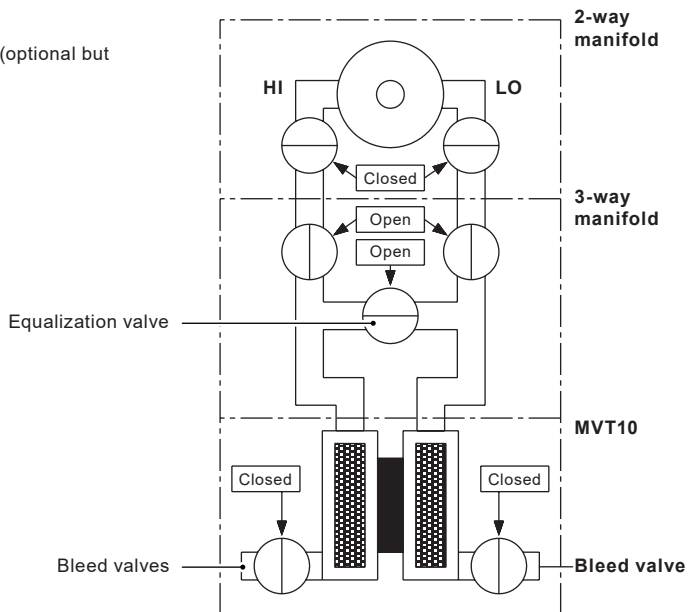 2-way
manifold
(optional but
HI
LO
Closed
3-way
manifold
Open
Open
Equalization valve
MVT10
Closed
Closed
Bleed valves
Bleed valve